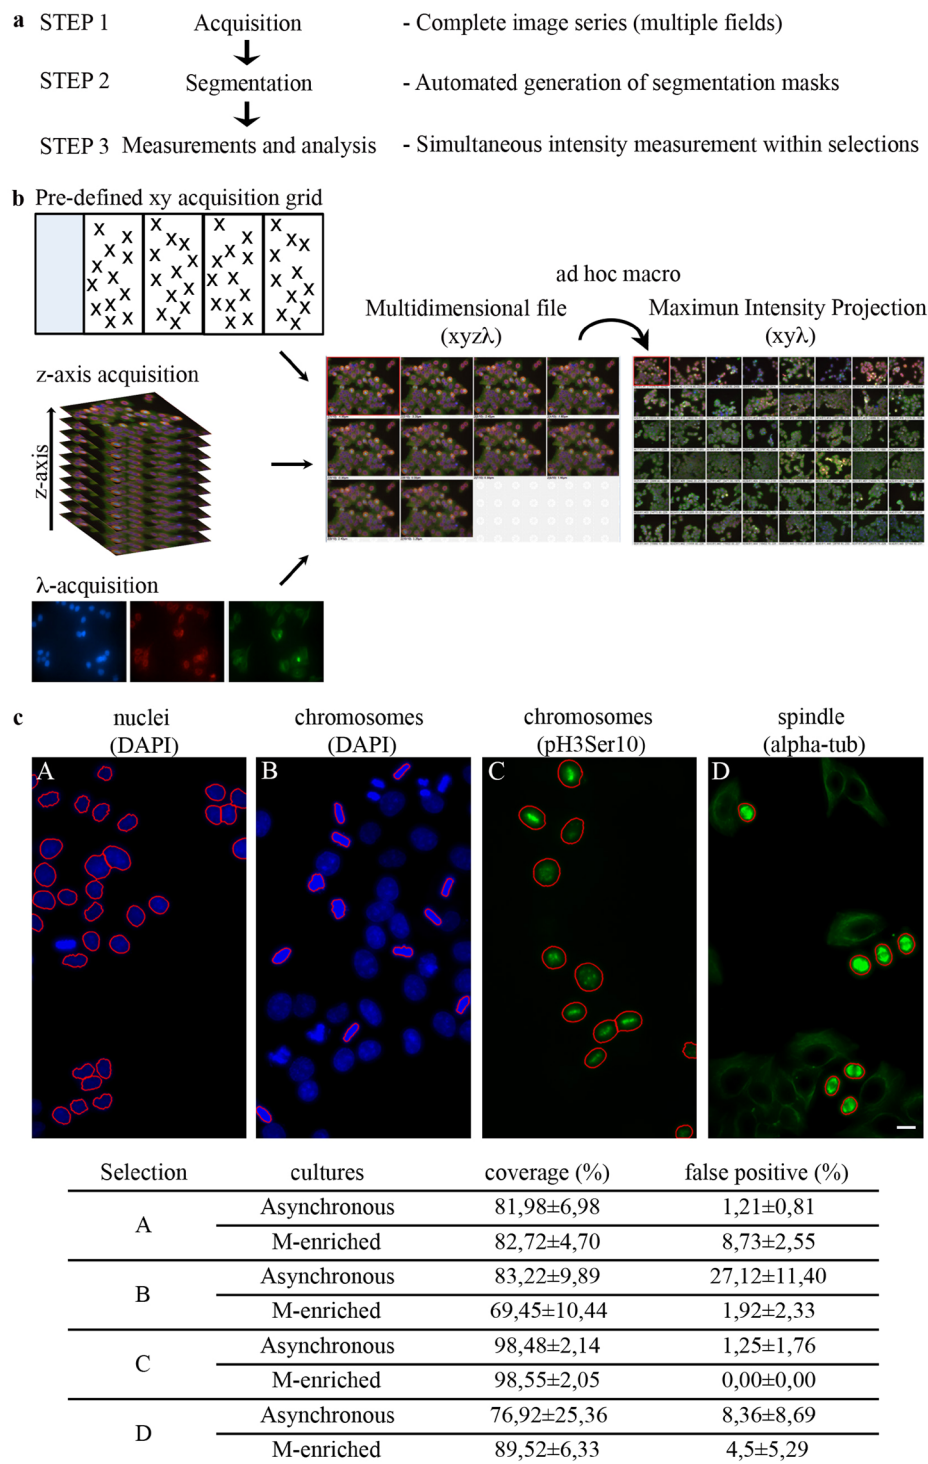 a STEP 1 Acquisition - Complete image series (multiple fields)
STEP 2 Segmentation - Automated generation of segmentation masks
STEP 3 Measurements and analysis - Simultaneous intensity measurement within selections
b Pre-defined xy acquisition grid
ad hoc macro
Multidimensional file
(xyzλ)
Maximun Intensity Projection
(xyλ)
z-axis acquisition
z-axis
λ-acquisition
c nuclei
(DAPI)
chromosomes
(DAPI)
chromosomes
(pH3Ser10)
spindle
(alpha-tub)
A B C D
Selection cultures coverage (%) false positive (%)
A
Asynchronous 81,98±6,98 1,21±0,81
M-enriched 82,72±4,70 8,73±2,55
B
Asynchronous 83,22±9,89 27,12±11,40
M-enriched 69,45±10,44 1,92±2,33
C
Asynchronous 98,48±2,14 1,25±1,76
M-enriched 98,55±2,05 0,00±0,00
D
Asynchronous 76,92±25,36 8,36±8,69
M-enriched 89,52±6,33 4,5±5,29